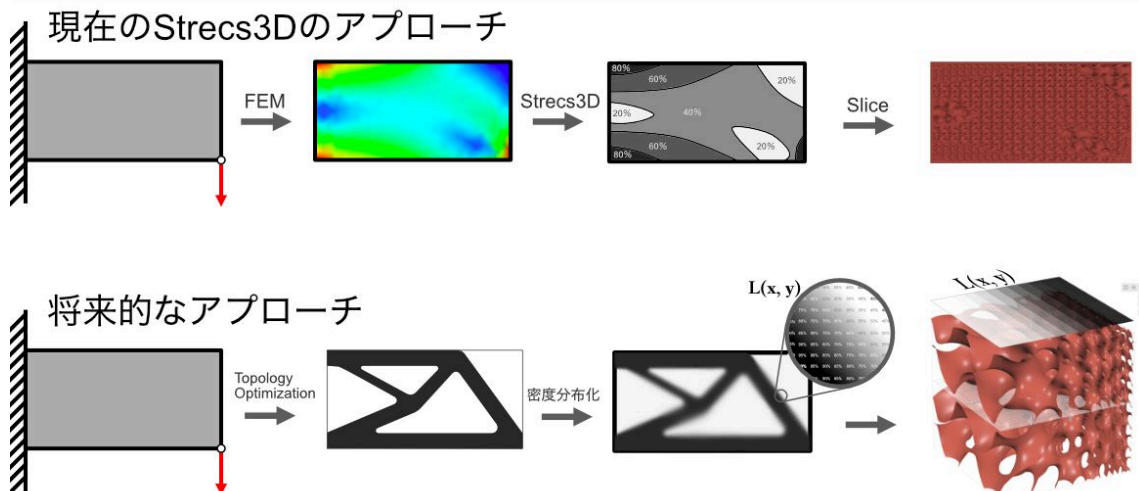 現在のStrecs3Dのアプローチ
FEM
Strecs3D
Slice
80%
60%
20%
20%
40%
60%
20%
80%
将来的なアプローチ
L(x, y)
L(x, y)
Topology
Optimization
密度分布化